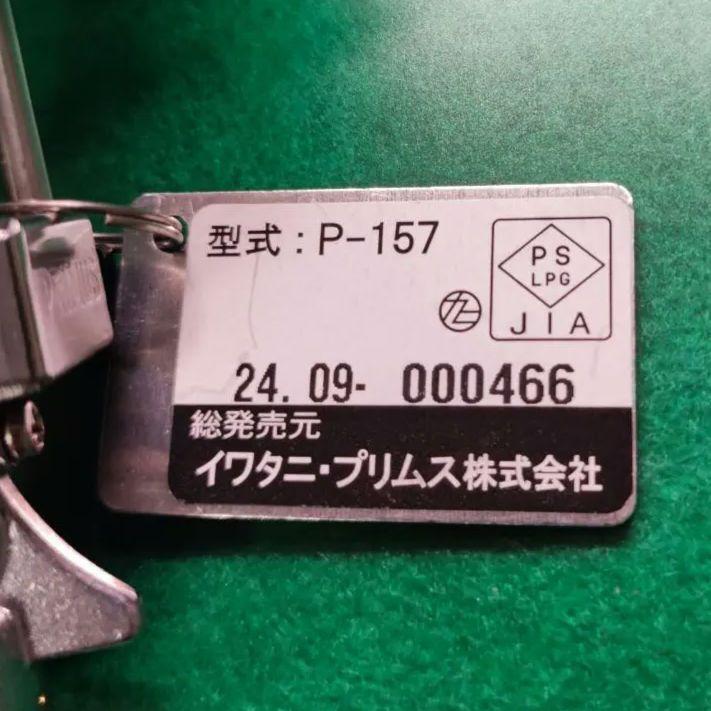 型式 : P-157
PS
LPG
JIA
24. 09- 000466
総発売元
イワタニ・プリムス株式会社